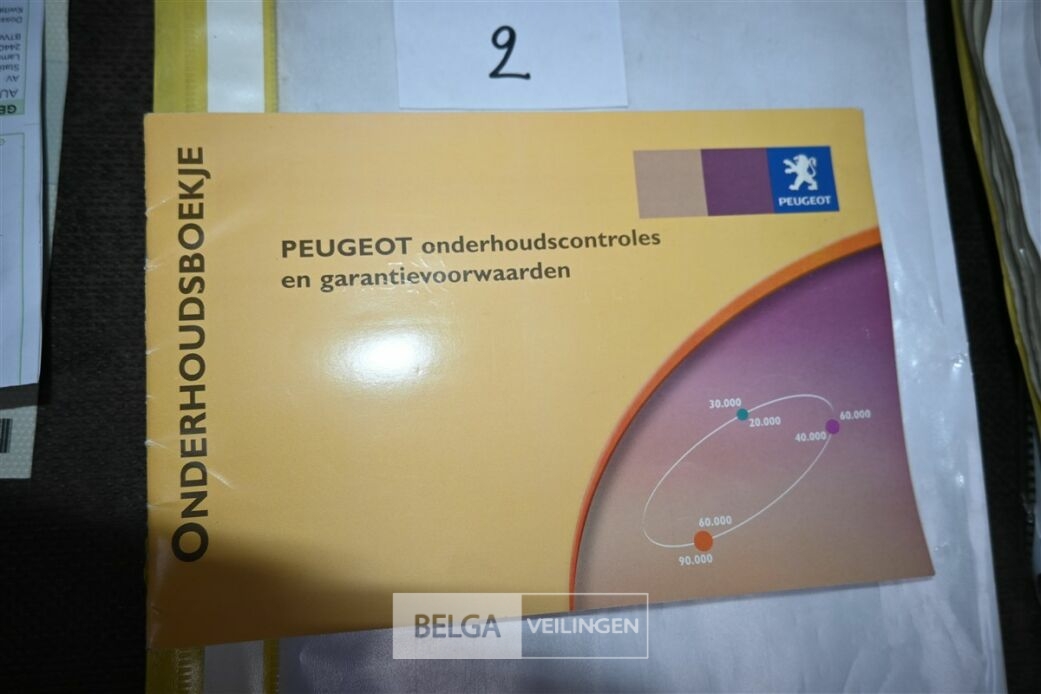 2
ONDERHOUDSBOEKJE
PEUGEOT
PEUGEOT onderhoudscontroles
en garantievoorwaarden
30.000
20.000
60.000
40.000
60.000
90.000
BELGA VEILINGEN